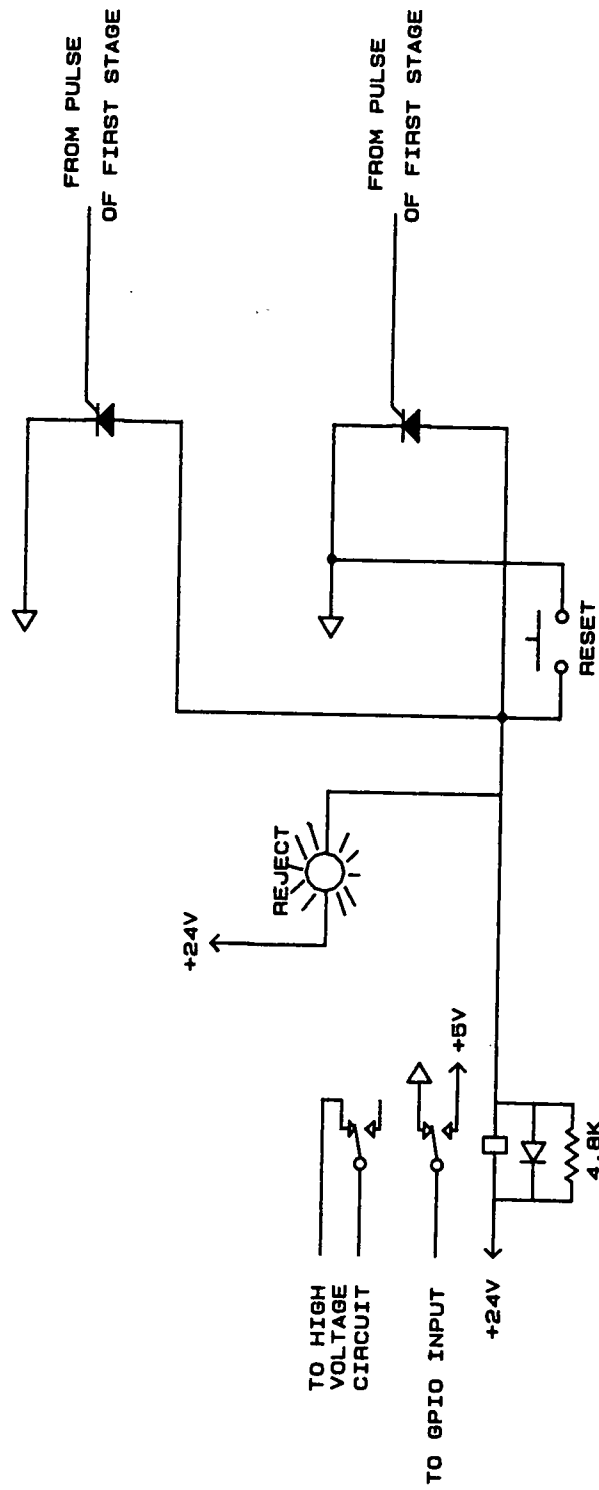 FROM PULSE
OF FIRST STAGE
+24V
REJECT
TO HIGH
VOLTAGE
CIRCUIT
FROM PULSE
OF FIRST STAGE
TO GPIO INPUT
+5V
+24V
RESET
4.8K